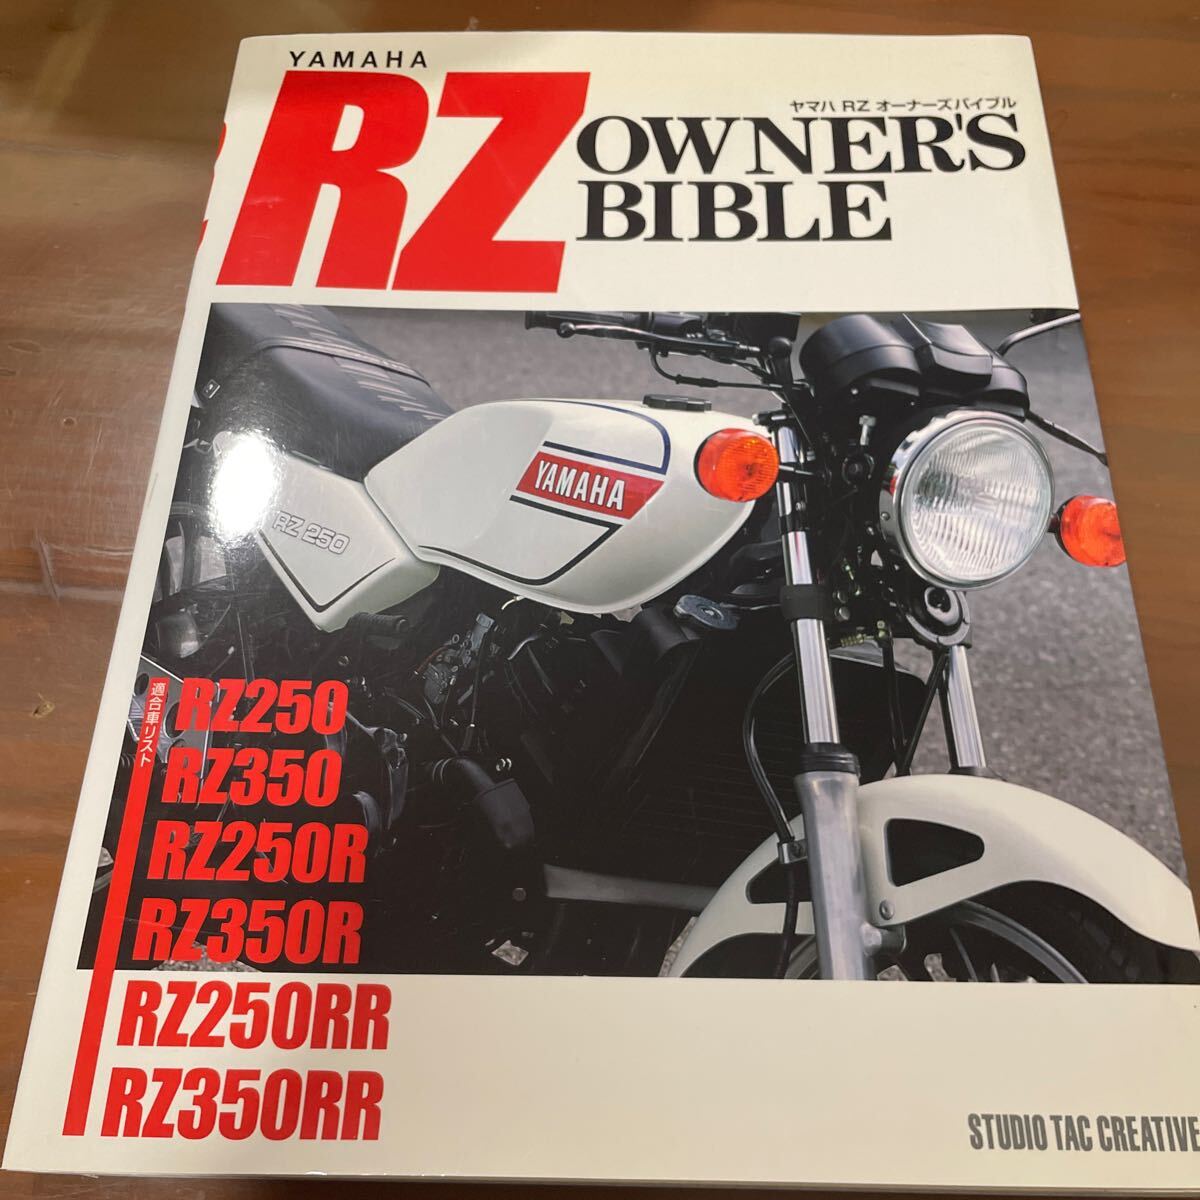 YAMAHA
RZ
ヤマハ RZ オーナーズバイブル
OWNER'S
BIBLE
YAMAHA
RZ 250
適合車リスト
RZ250
RZ350
RZ250R
RZ350R
RZ250RR
RZ350RR
STUDIO TAC CREATIVE